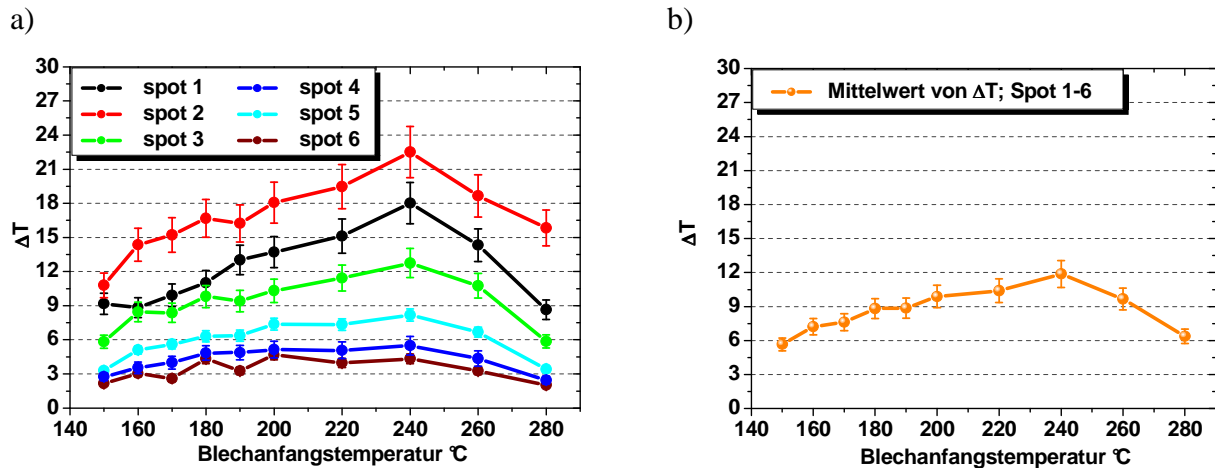 a)
b)
30
27
24
21
18
15
12
9
6
3
0
ΔT
spot 1
spot 2
spot 3
spot 4
spot 5
spot 6
140 160 180 200 220 240 260 280
Blechanfangstemperatur °C
30
27
24
21
18
15
12
9
6
3
0
ΔT
Mittelwert von ΔT; Spot 1-6
140 160 180 200 220 240 260 280
Blechanfangstemperatur °C